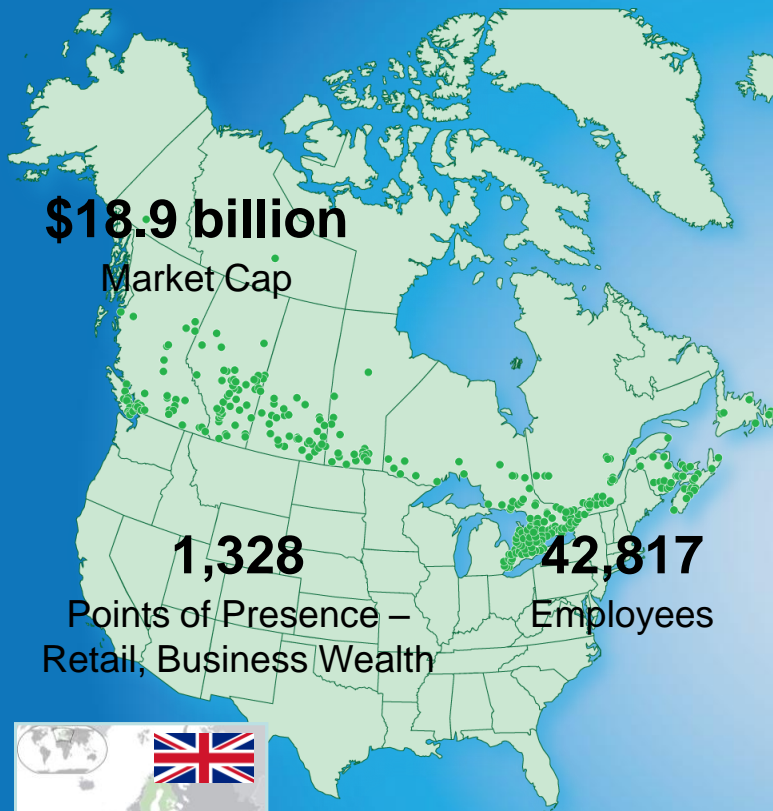 $18.9 billion
Market Cap
1,328
Points of Presence –
Retail, Business Wealth
42,817
Employees